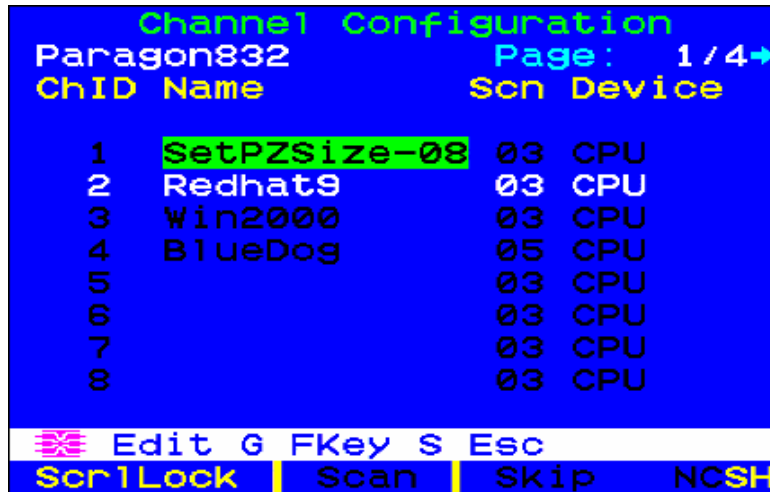 Channel Configuration
Paragon832 Page: 1/4
ChID Name Scn Device
1 SetPZSize-08 03 CPU
2 Redhat9 03 CPU
3 Win2000 03 CPU
4 BlueDog 05 CPU
5 03 CPU
6 03 CPU
7 03 CPU
8 03 CPU
Edit G FKey S Esc
ScrlLock Scan Skip NCSH